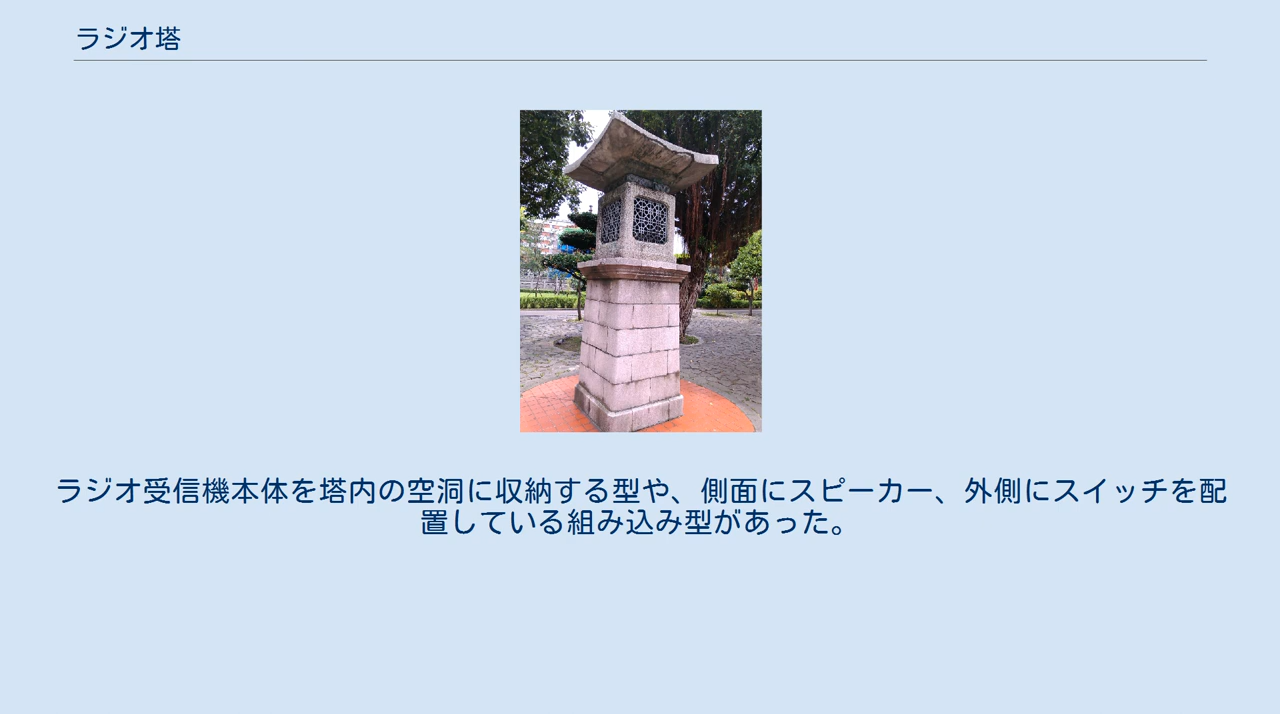 ラジオ塔
ラジオ受信機本体を塔内の空洞に収納する型や、側面にスピーカー、外側にスイッチを配
置している組み込み型があった。